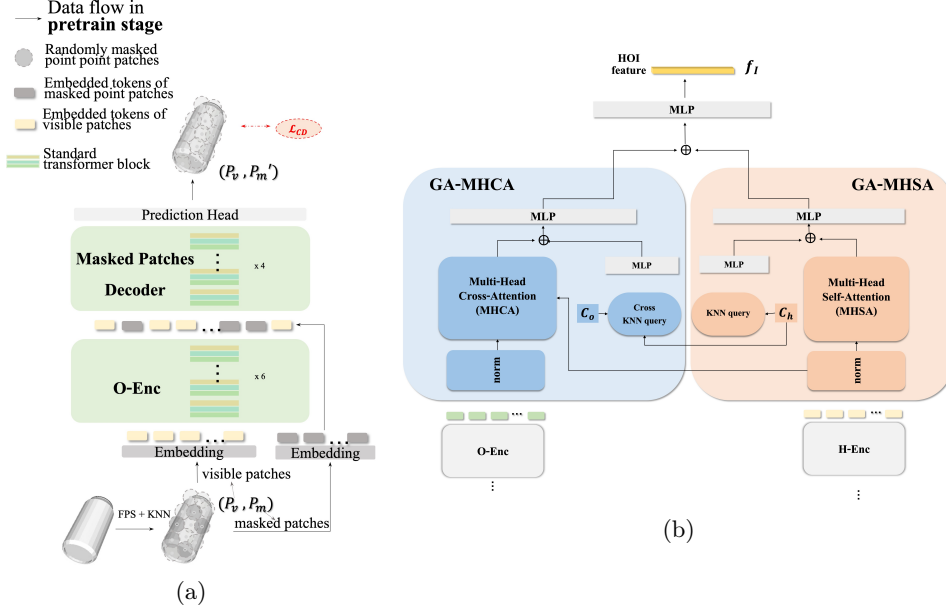 Data flow in
pretrain stage
Randomly masked
point point patches
Embedded tokens of
masked point patches
Embedded tokens of
visible patches
Standard
transformer block
ℒ_CD
(P_v , P_m′)
Prediction Head
Masked Patches
Decoder
x 4
...
O-Enc
x 6
Embedding
Embedding
visible patches
(P_v , P_m)
masked patches
FPS + KNN
(a)
HOI
feature
f_I
MLP
GA-MHCA
MLP
Multi-Head
Cross-Attention
(MHCA)
MLP
C_o
Cross
KNN query
norm
O-Enc
GA-MHSA
MLP
MLP
Multi-Head
Self-Attention
(MHSA)
KNN query
C_h
norm
H-Enc
(b)